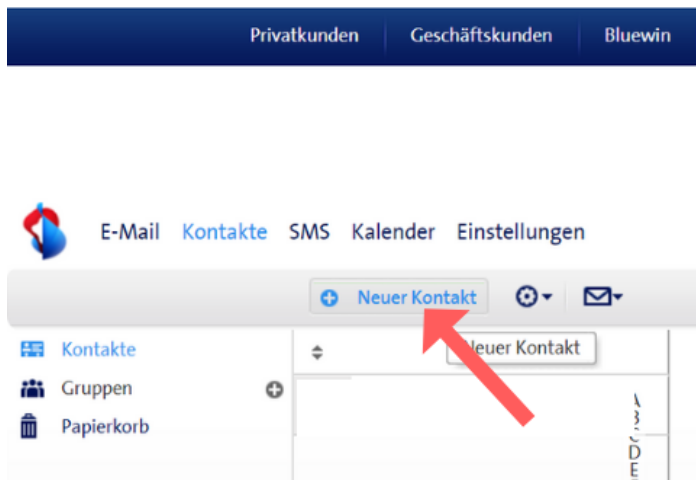 Privatkunden Geschäftskunden Bluewin
E-Mail Kontakte SMS Kalender Einstellungen
Neuer Kontakt
Kontakte
Neuer Kontakt
Gruppen
Papierkorb
A
B
C
D
E